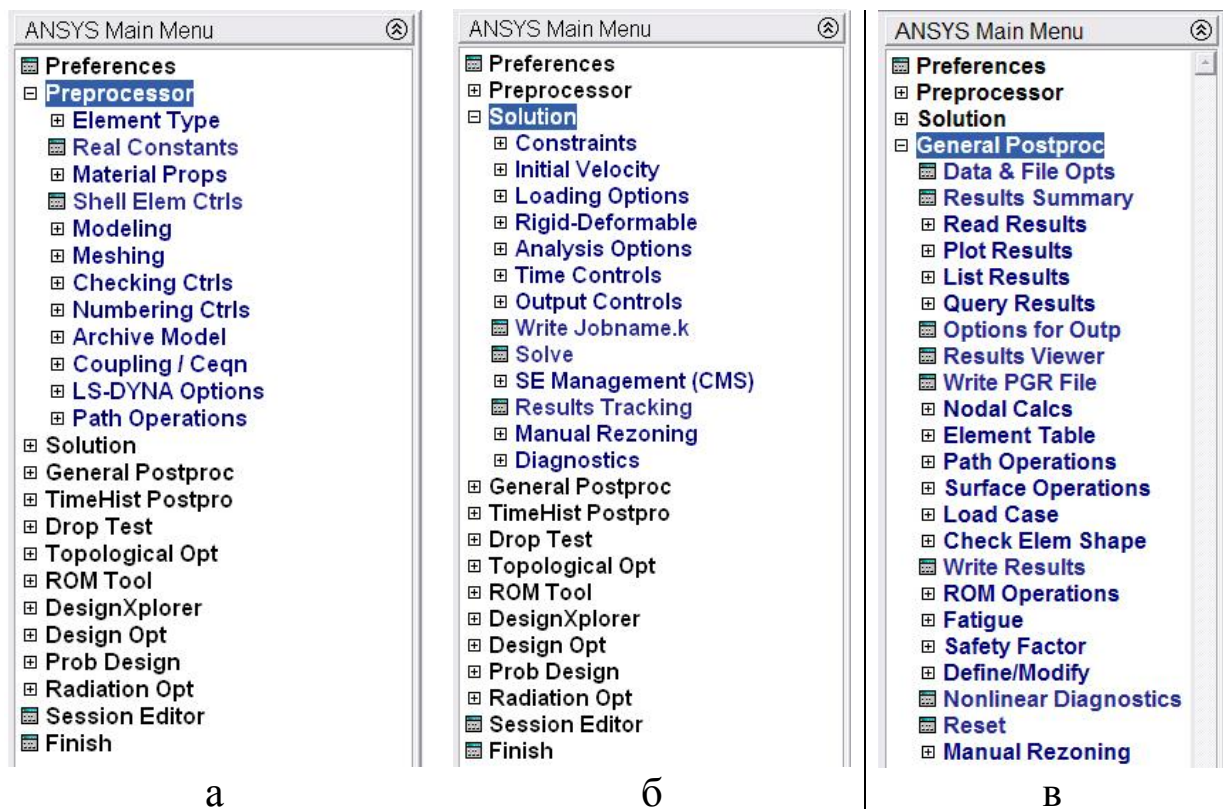 ANSYS Main Menu
Preferences
Preprocessor
Element Type
Real Constants
Material Props
Shell Elem Ctrls
Modeling
Meshing
Checking Ctrls
Numbering Ctrls
Archive Model
Coupling / Ceqn
LS-DYNA Options
Path Operations
Solution
General Postproc
TimeHist Postpro
Drop Test
Topological Opt
ROM Tool
DesignXplorer
Design Opt
Prob Design
Radiation Opt
Session Editor
Finish
а
ANSYS Main Menu
Preferences
Preprocessor
Solution
Constraints
Initial Velocity
Loading Options
Rigid-Deformable
Analysis Options
Time Controls
Output Controls
Write Jobname.k
Solve
SE Management (CMS)
Results Tracking
Manual Rezoning
Diagnostics
General Postproc
TimeHist Postpro
Drop Test
Topological Opt
ROM Tool
DesignXplorer
Design Opt
Prob Design
Radiation Opt
Session Editor
Finish
б
ANSYS Main Menu
Preferences
Preprocessor
Solution
General Postproc
Data & File Opts
Results Summary
Read Results
Plot Results
List Results
Query Results
Options for Outp
Results Viewer
Write PGR File
Nodal Calcs
Element Table
Path Operations
Surface Operations
Load Case
Check Elem Shape
Write Results
ROM Operations
Fatigue
Safety Factor
Define/Modify
Nonlinear Diagnostics
Reset
Manual Rezoning
в